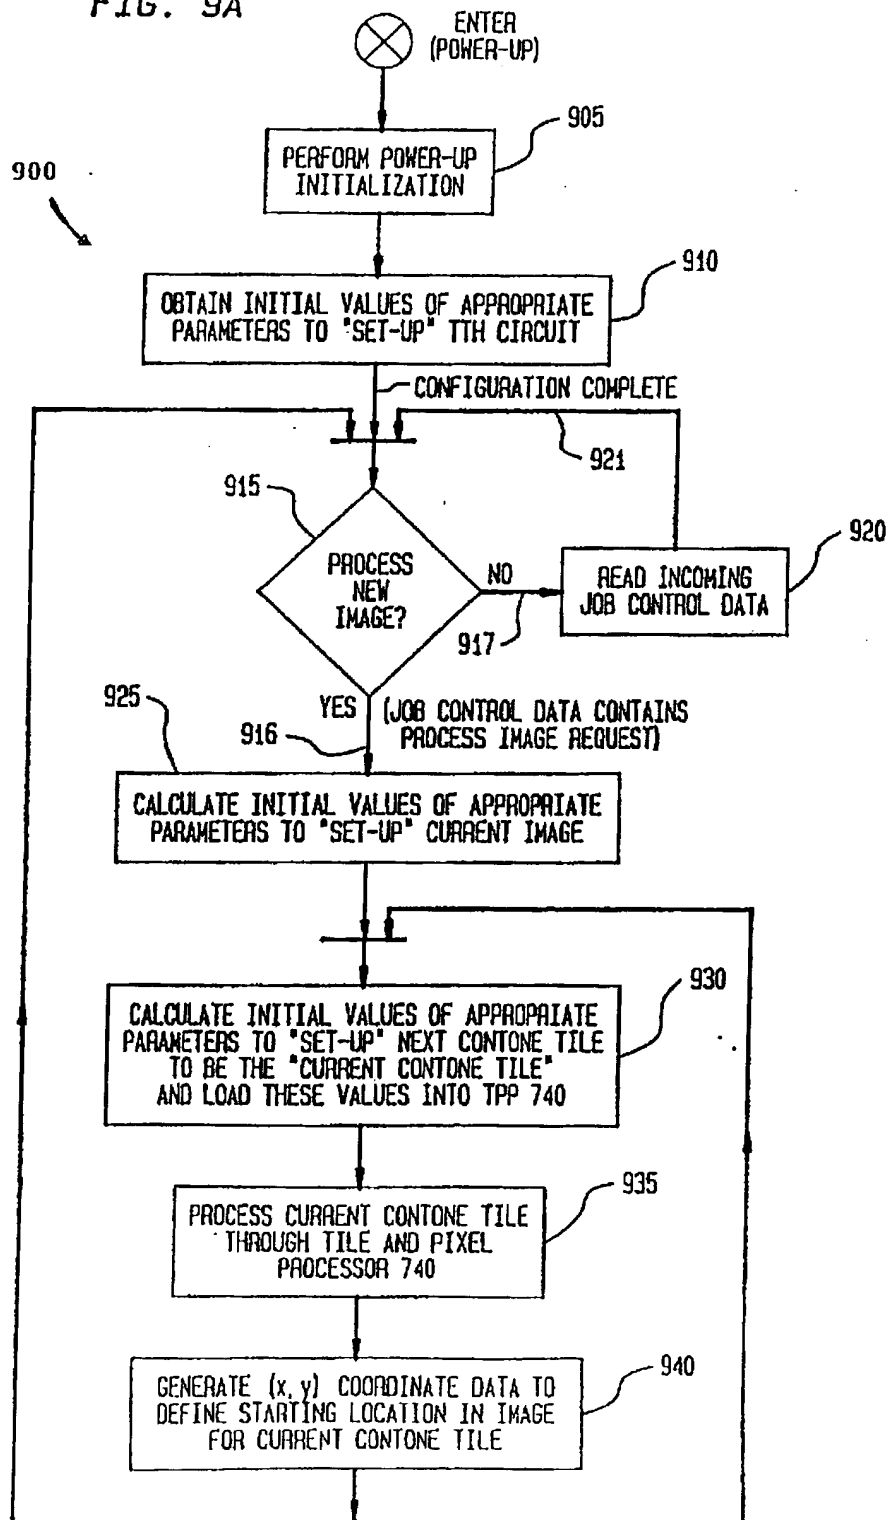 FIG. 9A
ENTER
(POWER-UP)
905
PERFORM POWER-UP
INITIALIZATION
900
910
OBTAIN INITIAL VALUES OF APPROPRIATE
PARAMETERS TO "SET-UP" TTH CIRCUIT
CONFIGURATION COMPLETE
921
915
920
PROCESS
NEW
IMAGE?
NO
READ INCOMING
JOB CONTROL DATA
917
925
YES
(JOB CONTROL DATA CONTAINS
PROCESS IMAGE REQUEST)
916
CALCULATE INITIAL VALUES OF APPROPRIATE
PARAMETERS TO "SET-UP" CURRENT IMAGE
930
CALCULATE INITIAL VALUES OF APPROPRIATE
PARAMETERS TO "SET-UP" NEXT CONTONE TILE
TO BE THE "CURRENT CONTONE TILE"
AND LOAD THESE VALUES INTO TPP 740
935
PROCESS CURRENT CONTONE TILE
THROUGH TILE AND PIXEL
PROCESSOR 740
940
GENERATE (x, y) COORDINATE DATA TO
DEFINE STARTING LOCATION IN IMAGE
FOR CURRENT CONTONE TILE